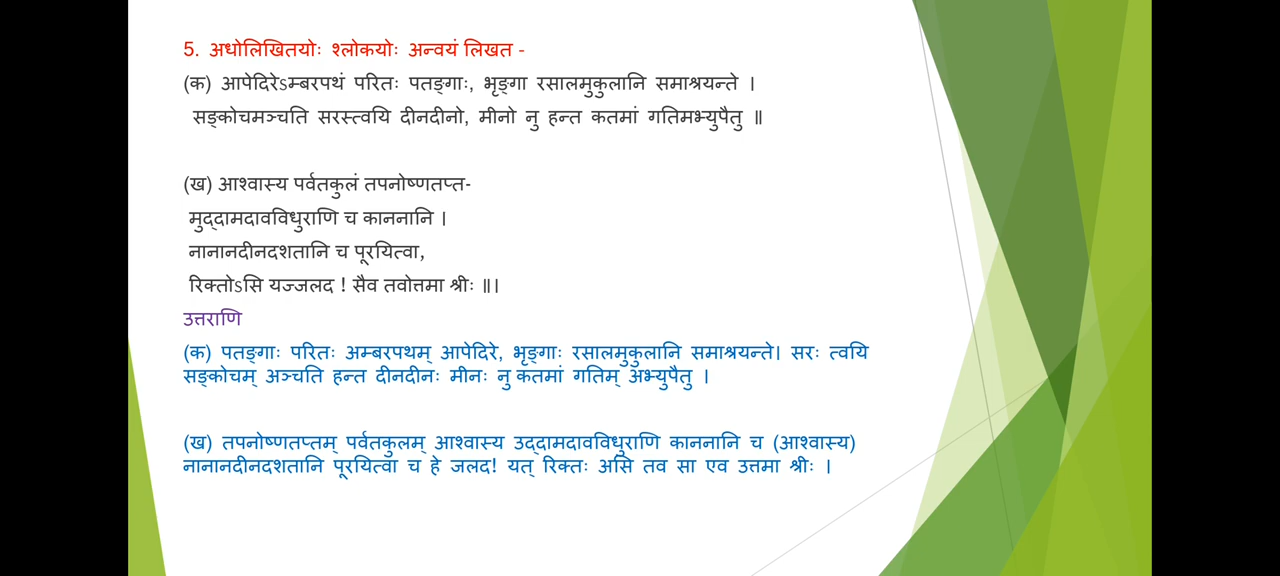 5. अधोलिखितयोः श्लोकयोः अन्वयं लिखत -
(क) आपेदिरेऽम्बरपथं परितः पतङ्गाः, भृङ्गा रसालमुकुलानि समाश्रयन्ते ।
सङ्कोचमञ्चति सरस्त्वयि दीनदीनो, मीनो नु हन्त कतमां गतिमभ्युपैतु ॥
(ख) आश्वास्य पर्वतकुलं तपनोष्णतप्त-
मुद्दामदावविधुराणि च काननानि ।
नानानदीनदशतानि च पूरयित्वा,
रिक्तोऽसि यज्जलद ! सैव तवोत्तमा श्रीः ॥।
उत्तराणि
(क) पतङ्गाः परितः अम्बरपथम् आपेदिरे, भृङ्गाः रसालमुकुलानि समाश्रयन्ते। सरः त्वयि
सङ्कोचम् अञ्चति हन्त दीनदीनः मीनः नु कतमां गतिम् अभ्युपैतु ।
(ख) तपनोष्णतप्तम् पर्वतकुलम् आश्वास्य उद्दामदावविधुराणि काननानि च (आश्वास्य)
नानानदीनदशतानि पूरयित्वा च हे जलद! यत् रिक्तः असि तव सा एव उत्तमा श्रीः ।